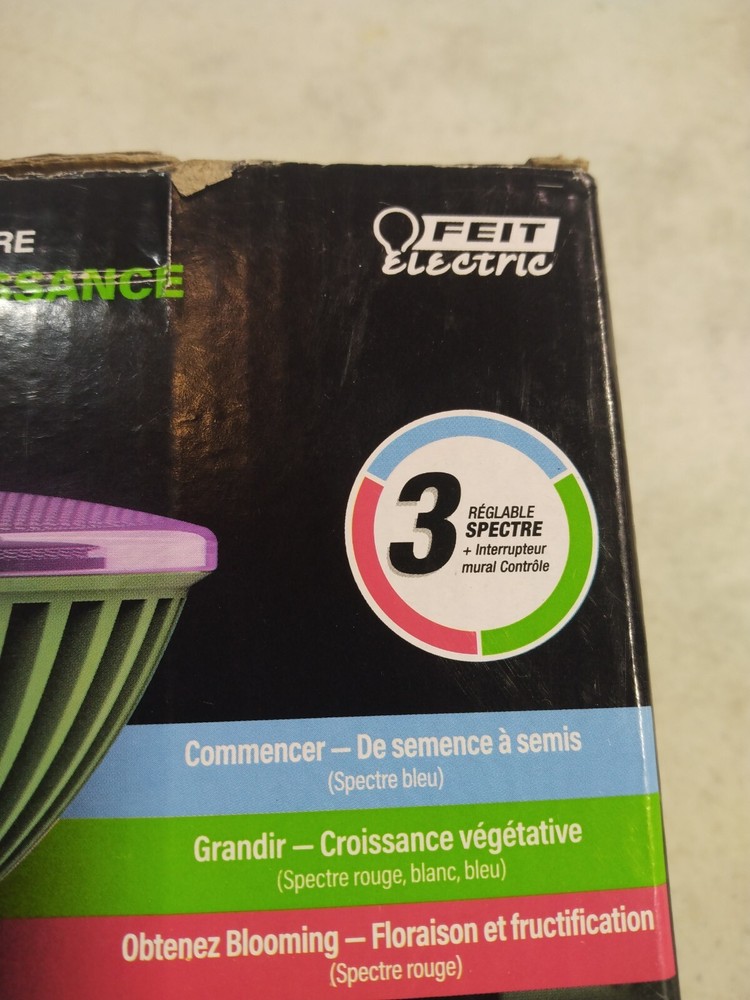 RE
SSANCE
FEIT
Electric
3
RÉGLABLE
SPECTRE
+ Interrupteur
mural Contrôle
Commencer — De semence à semis
(Spectre bleu)
Grandir — Croissance végétative
(Spectre rouge, blanc, bleu)
Obtenez Blooming — Floraison et fructification
(Spectre rouge)